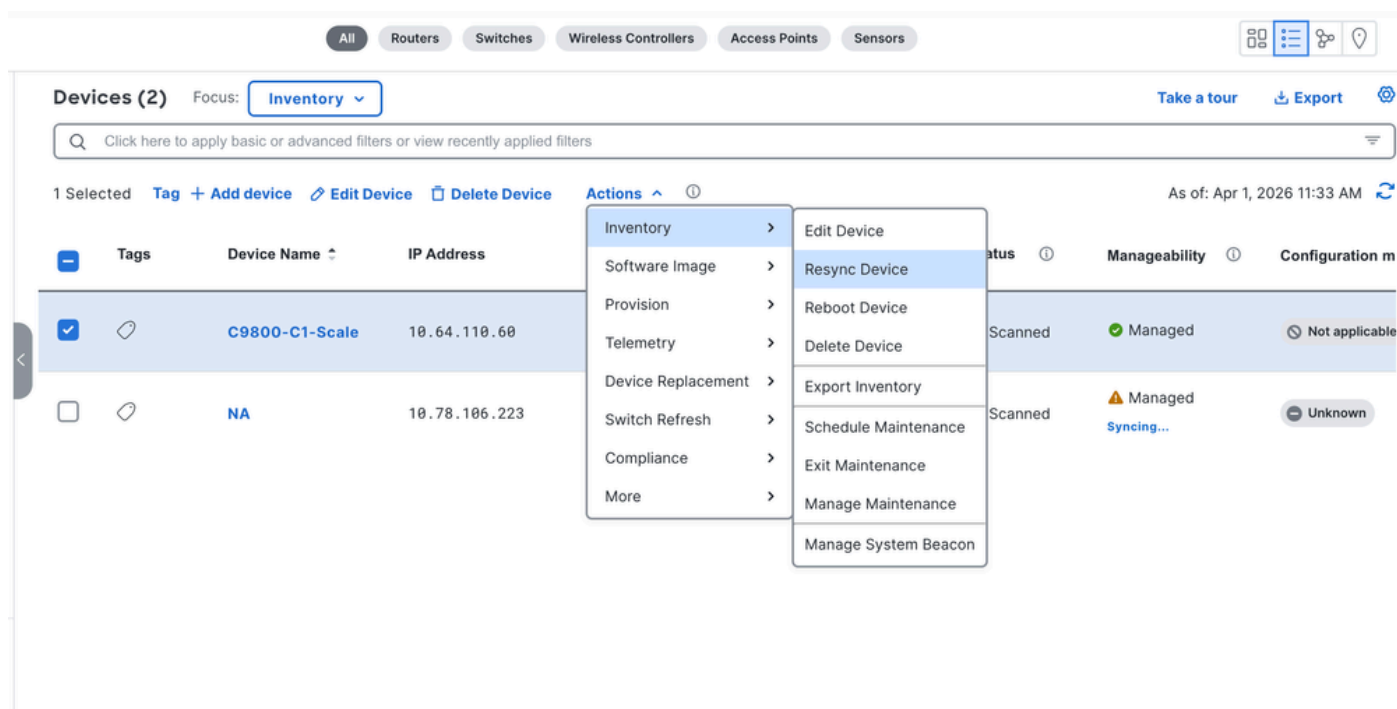 All Routers Switches Wireless Controllers Access Points Sensors
Devices (2) Focus: Inventory Take a tour Export
Click here to apply basic or advanced filters or view recently applied filters
1 Selected Tag + Add device Edit Device Delete Device Actions As of: Apr 1, 2026 11:33 AM
Tags Device Name IP Address atus Manageability Configuration m
C9800-C1-Scale 10.64.110.60 Scanned Managed Not applicable
NA 10.78.106.223 Scanned Managed Unknown
Syncing...
Inventory
Software Image
Provision
Telemetry
Device Replacement
Switch Refresh
Compliance
More
Edit Device
Resync Device
Reboot Device
Delete Device
Export Inventory
Schedule Maintenance
Exit Maintenance
Manage Maintenance
Manage System Beacon